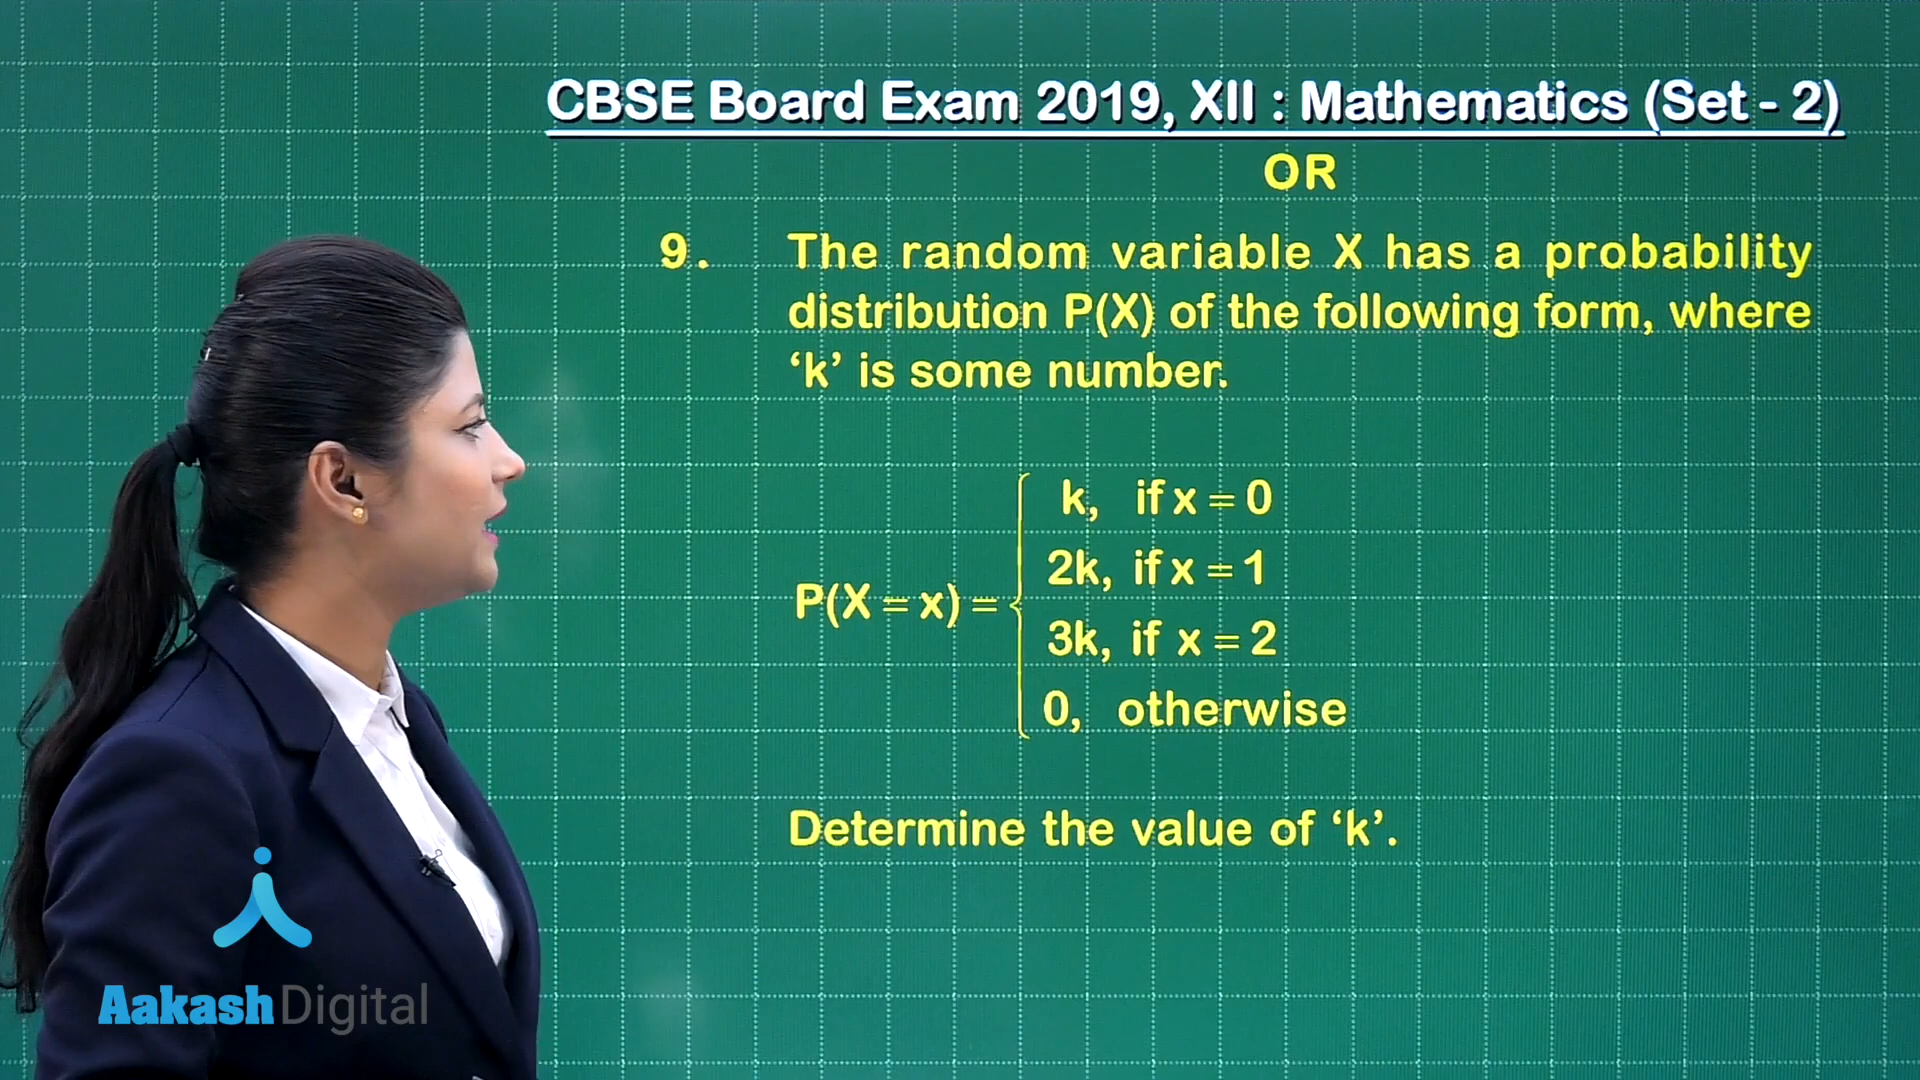 CBSE Board Exam 2019, XII : Mathematics (Set - 2)
OR
9. The random variable X has a probability
distribution P(X) of the following form, where
‘k’ is some number.
k, if x = 0
2k, if x = 1
P(X = x) =
3k, if x = 2
0, otherwise
Determine the value of ‘k’.
Aakash Digital